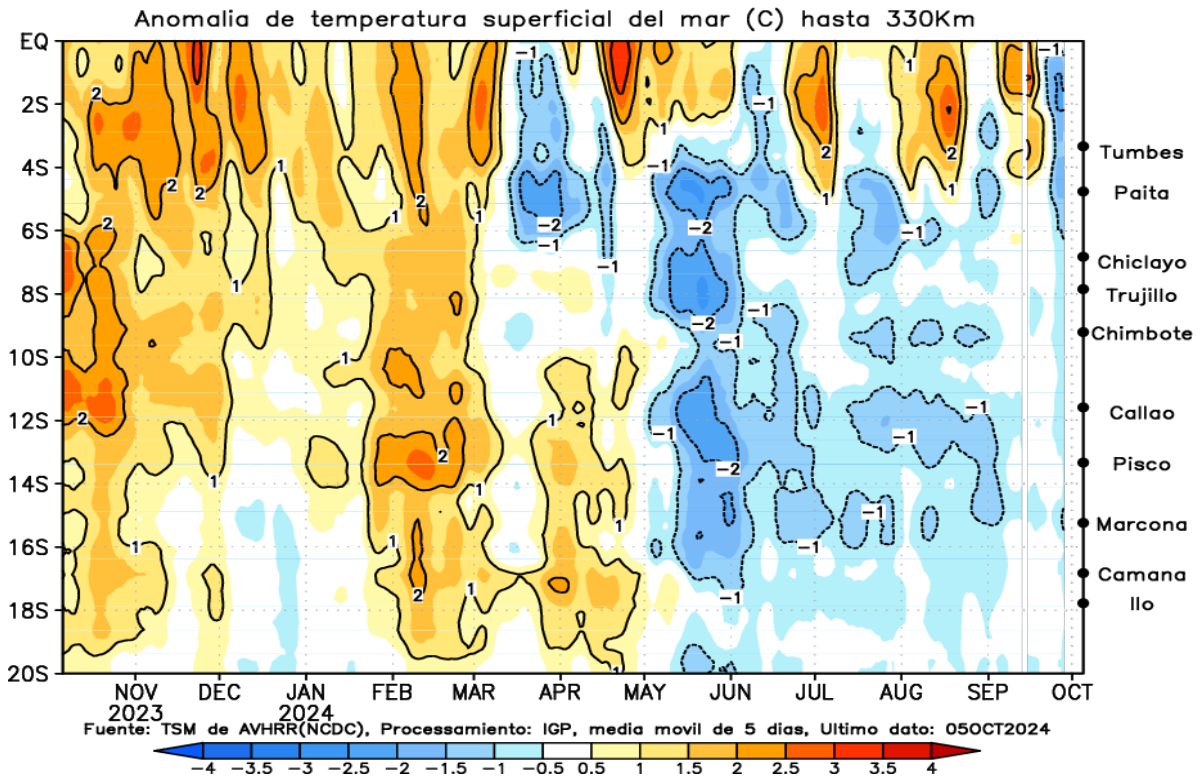 Anomalia de temperatura superficial del mar (C) hasta 330Km
EQ
2S
4S
6S
8S
10S
12S
14S
16S
18S
20S
Tumbes
Paita
Chiclayo
Trujillo
Chimbote
Callao
Pisco
Marcona
Camana
Ilo
NOV DEC JAN FEB MAR APR MAY JUN JUL AUG SEP OCT
2023 2024
Fuente: TSM de AVHRR(NCDC), Processamiento: IGP, media movil de 5 dias, Ultimo dato: 05OCT2024
-4 -3.5 -3 -2.5 -2 -1.5 -1 -0.5 0.5 1 1.5 2 2.5 3 3.5 4